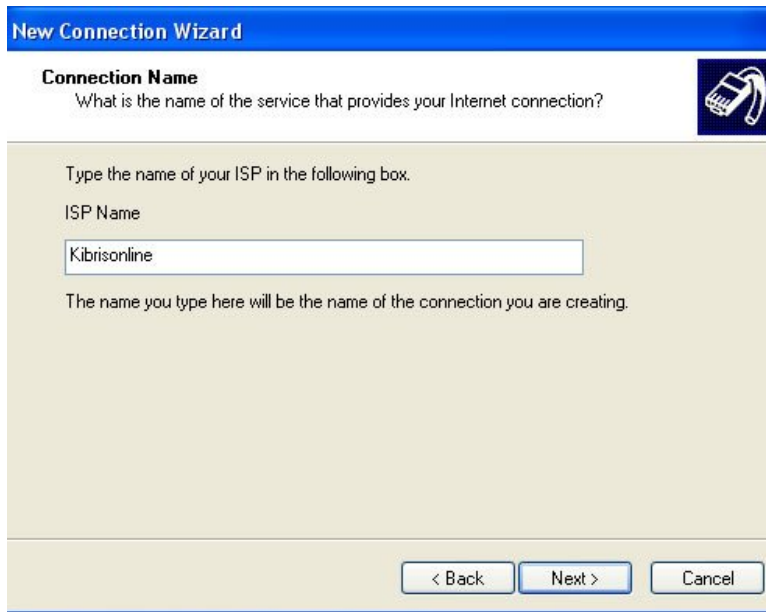 New Connection Wizard
Connection Name
What is the name of the service that provides your Internet connection?
Type the name of your ISP in the following box.
ISP Name
Kibrisonline
The name you type here will be the name of the connection you are creating.
< Back Next > Cancel